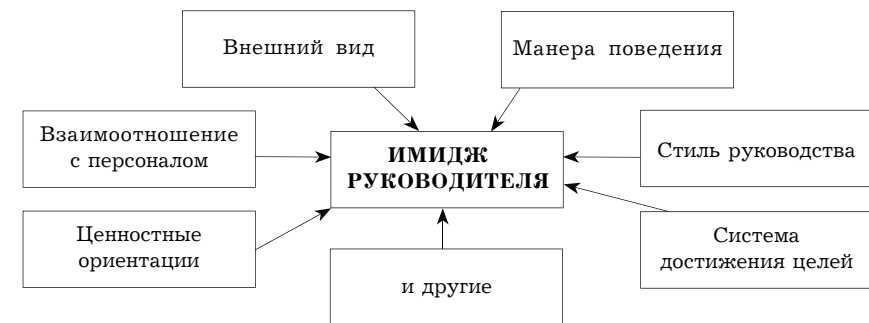 Внешний вид
Манера поведения
Взаимоотношение
с персоналом
ИМИДЖ
РУКОВОДИТЕЛЯ
Стиль руководства
Ценностные
ориентации
Система
достижения целей
и другие